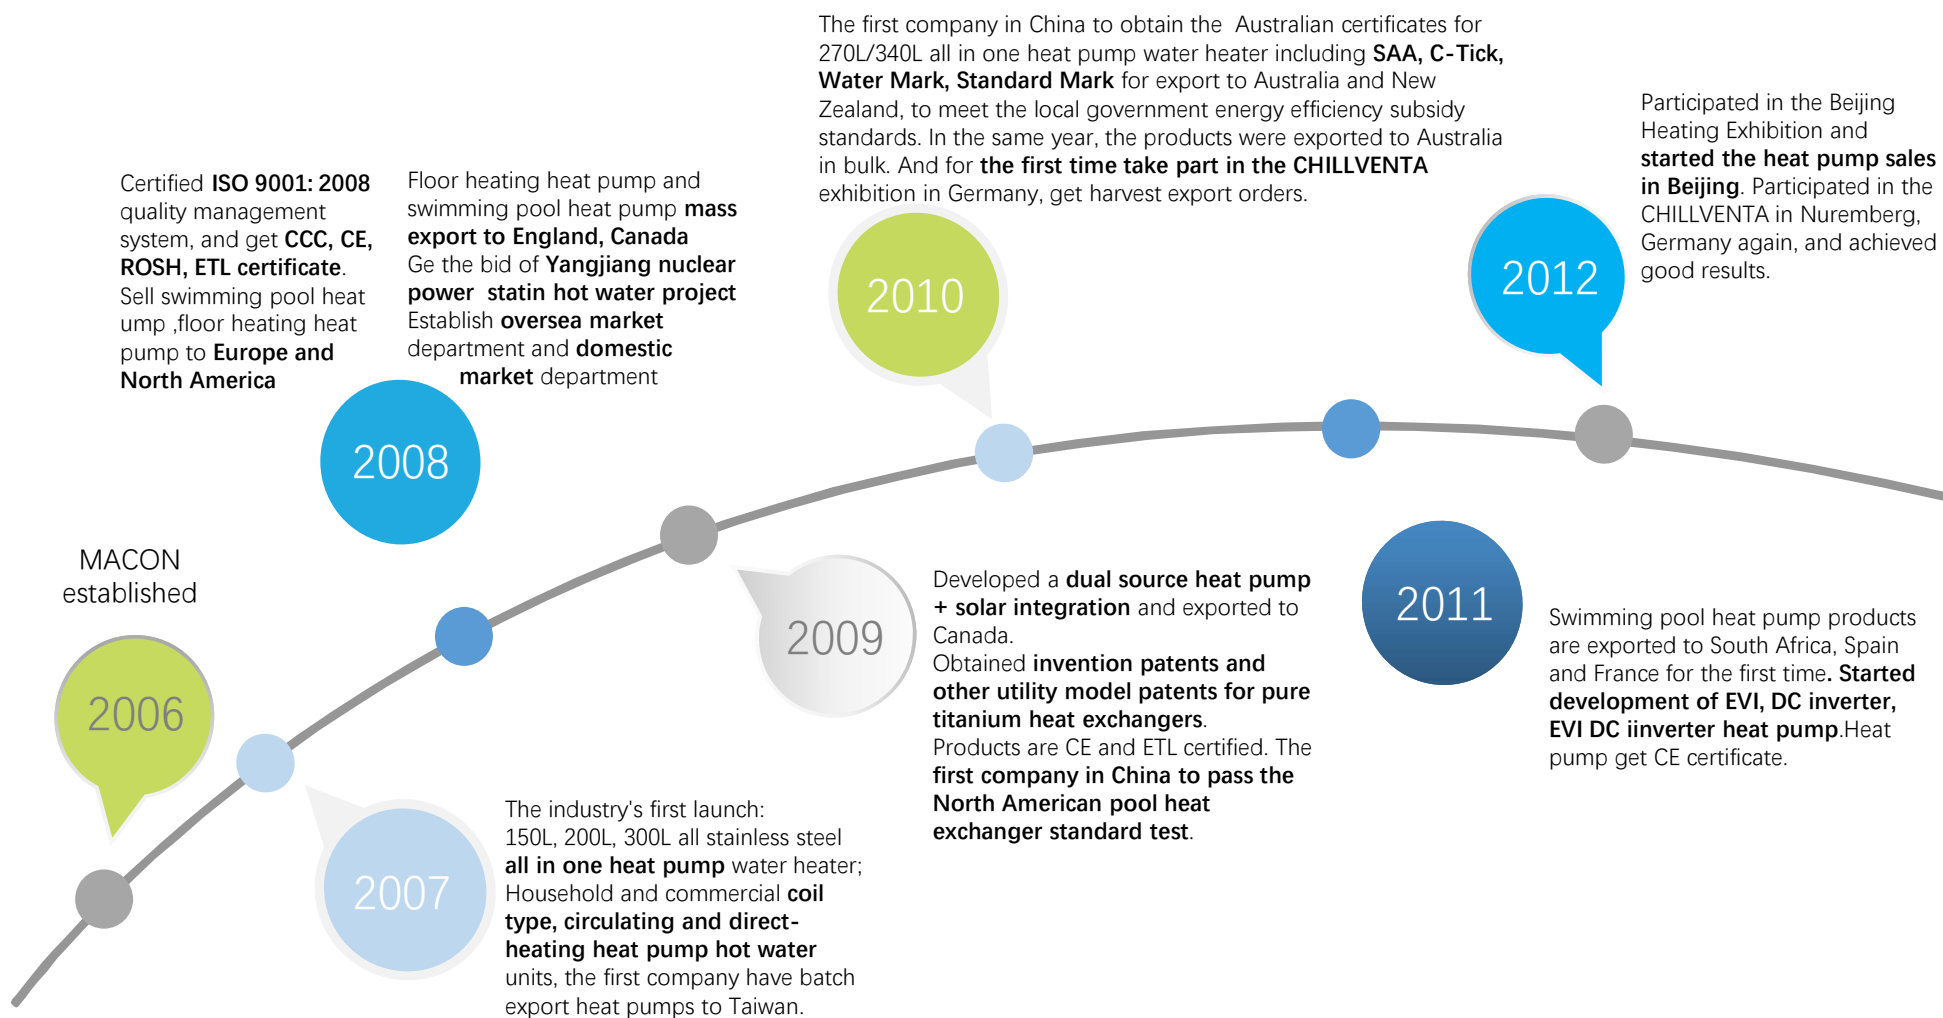 MACON
established
2006
The industry's first launch:
150L, 200L, 300L all stainless steel
all in one heat pump water heater;
Household and commercial coil
type, circulating and direct-
heating heat pump hot water
units, the first company have batch
export heat pumps to Taiwan.
2007
Certified ISO 9001: 2008
quality management
system, and get CCC, CE,
ROSH, ETL certificate.
Sell swimming pool heat
ump ,floor heating heat
pump to Europe and
North America
Floor heating heat pump and
swimming pool heat pump mass
export to England, Canada
Ge the bid of Yangjiang nuclear
power statin hot water project
Establish oversea market
department and domestic
market department
2008
2009
Developed a dual source heat pump
+ solar integration and exported to
Canada.
Obtained invention patents and
other utility model patents for pure
titanium heat exchangers.
Products are CE and ETL certified. The
first company in China to pass the
North American pool heat
exchanger standard test.
The first company in China to obtain the Australian certificates for
270L/340L all in one heat pump water heater including SAA, C-Tick,
Water Mark, Standard Mark for export to Australia and New
Zealand, to meet the local government energy efficiency subsidy
standards. In the same year, the products were exported to Australia
in bulk. And for the first time take part in the CHILLVENTA
exhibition in Germany, get harvest export orders.
2010
2011
Swimming pool heat pump products
are exported to South Africa, Spain
and France for the first time. Started
development of EVI, DC inverter,
EVI DC iinverter heat pump.Heat
pump get CE certificate.
Participated in the Beijing
Heating Exhibition and
started the heat pump sales
in Beijing. Participated in the
CHILLVENTA in Nuremberg,
Germany again, and achieved
good results.
2012